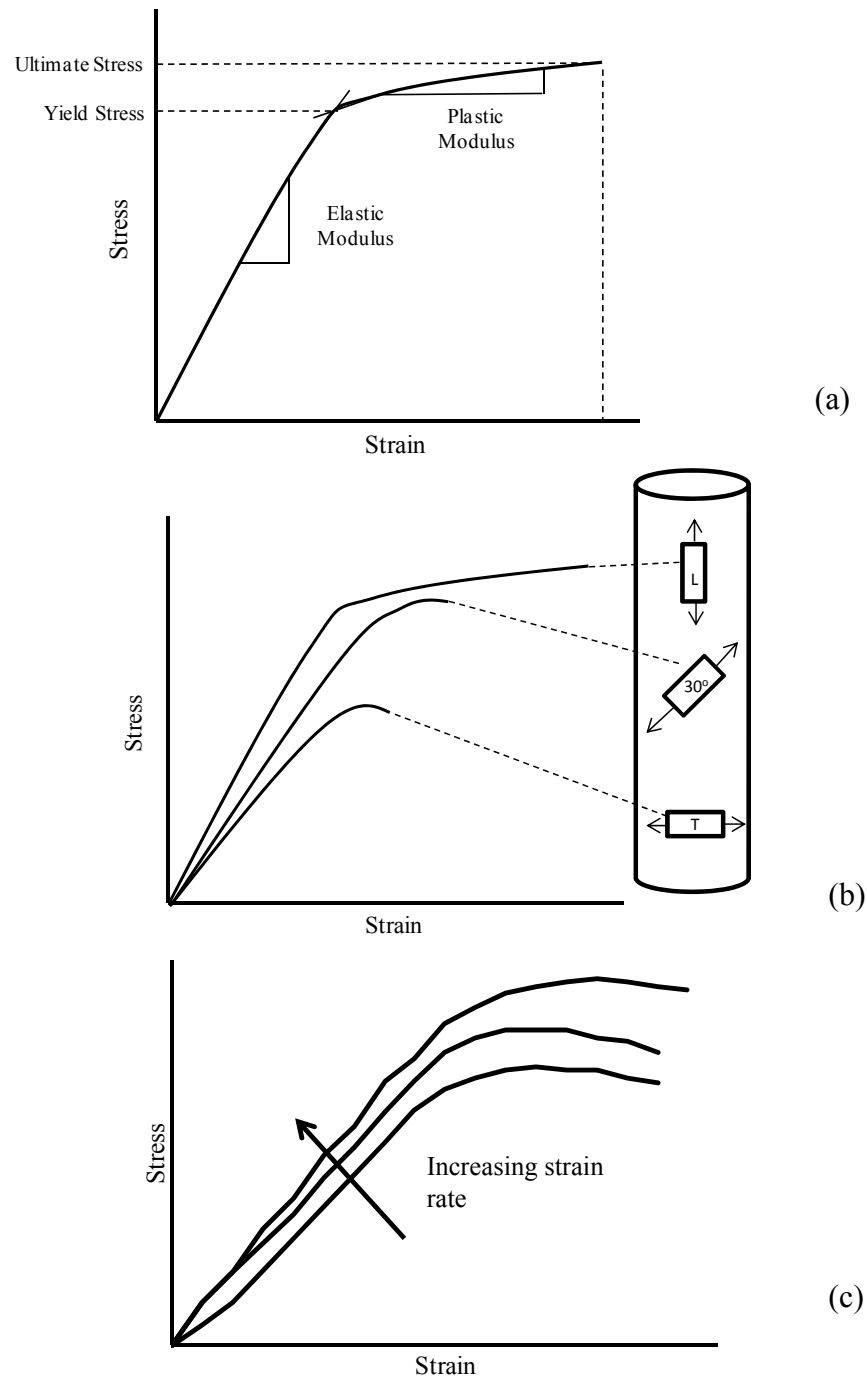 Ultimate Stress
Yield Stress
Plastic
Modulus
Elastic
Modulus
Stress
Strain
(a)
L
30º
T
Stress
Strain
(b)
Increasing strain
rate
Stress
Strain
(c)